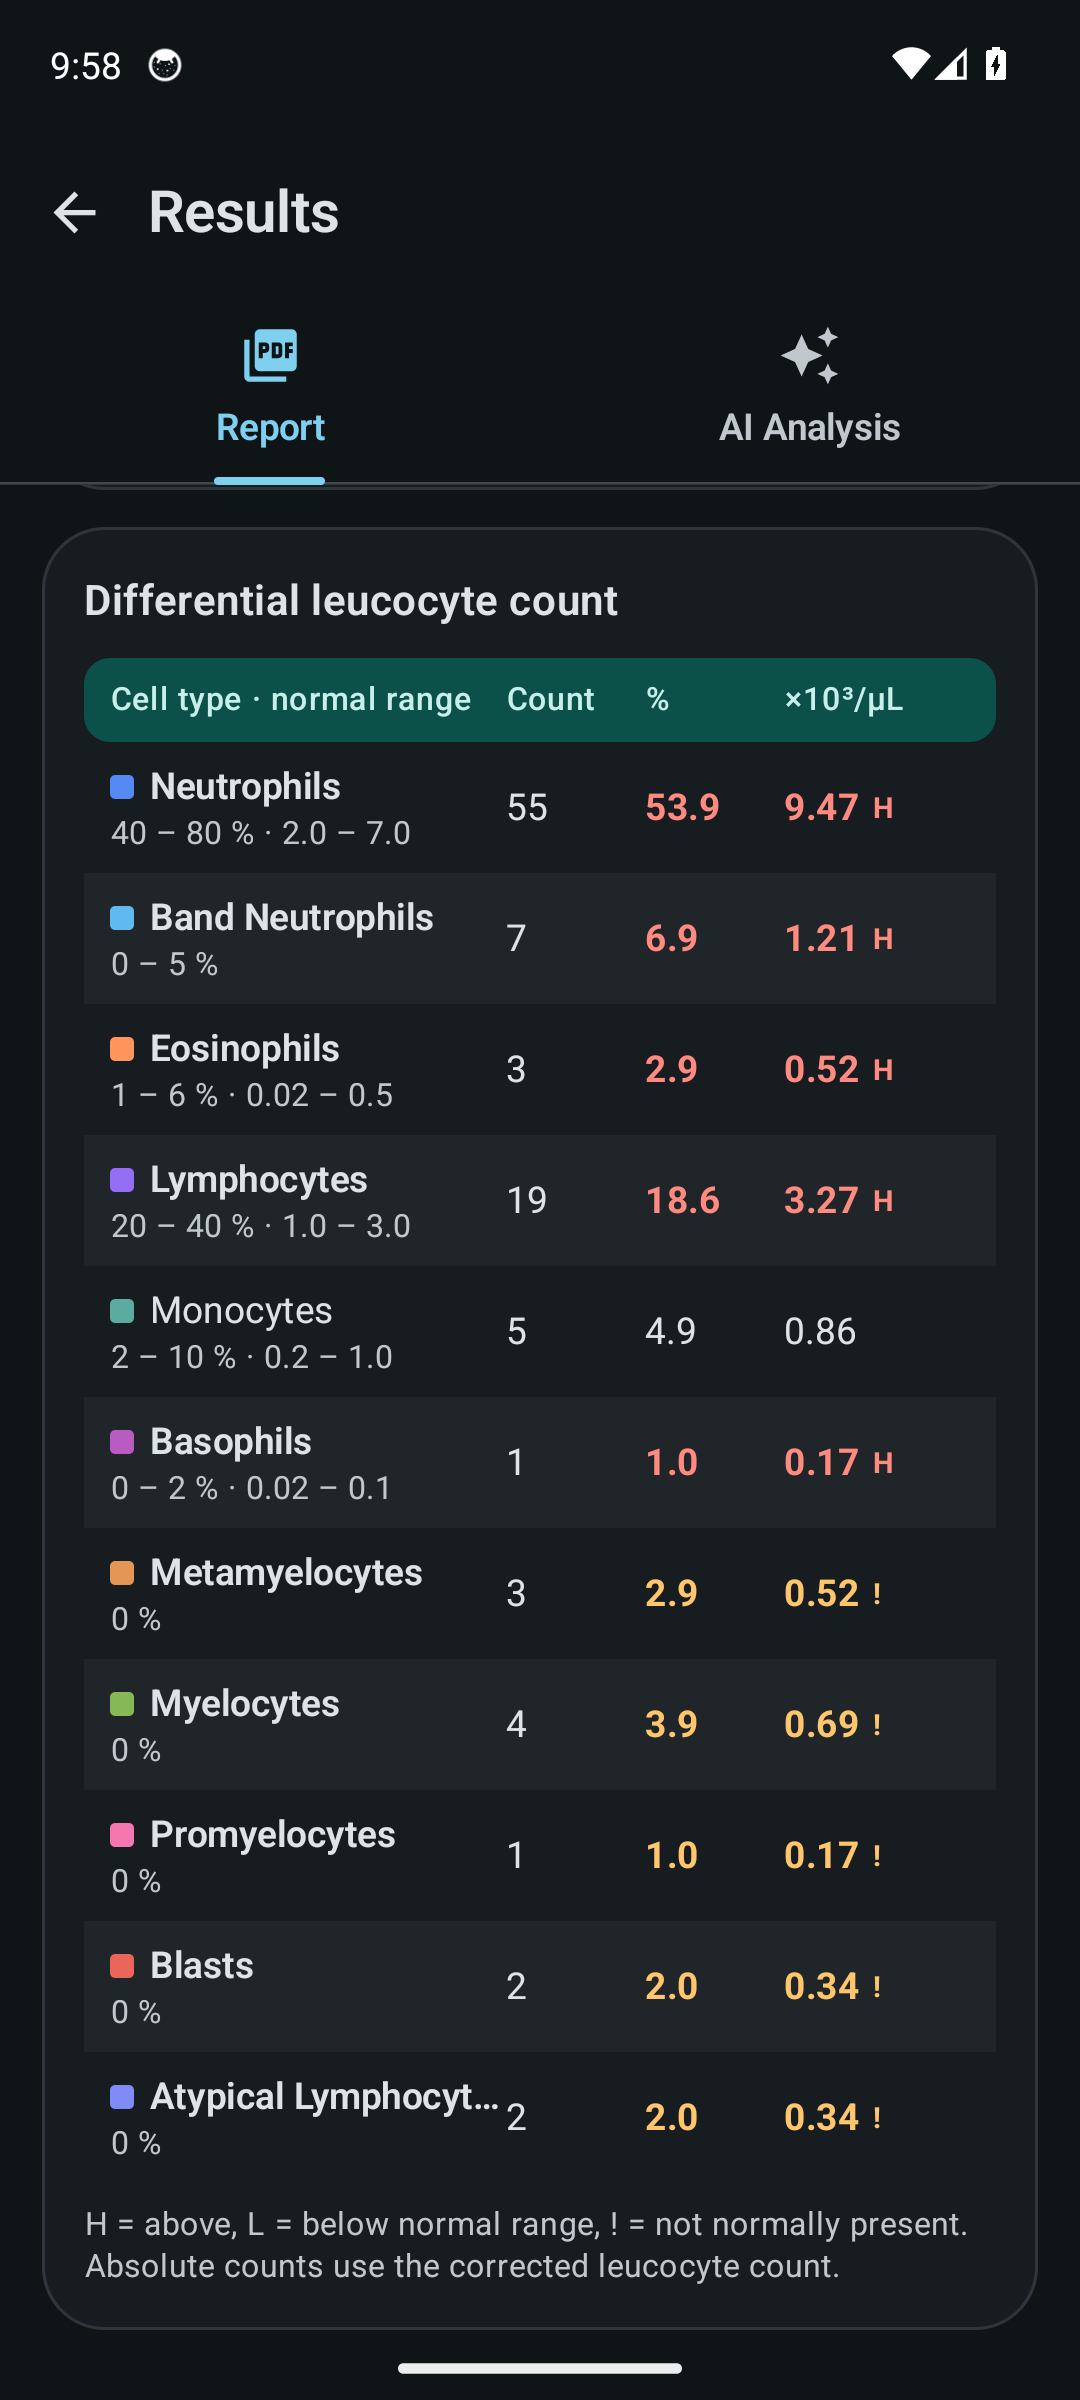 9:58
Results
PDF
Report
AI Analysis
Differential leucocyte count
Cell type · normal range Count % ×10³/µL
Neutrophils
40 – 80 % · 2.0 – 7.0
55 53.9 9.47 H
Band Neutrophils
0 – 5 %
7 6.9 1.21 H
Eosinophils
1 – 6 % · 0.02 – 0.5
3 2.9 0.52 H
Lymphocytes
20 – 40 % · 1.0 – 3.0
19 18.6 3.27 H
Monocytes
2 – 10 % · 0.2 – 1.0
5 4.9 0.86
Basophils
0 – 2 % · 0.02 – 0.1
1 1.0 0.17 H
Metamyelocytes
0 %
3 2.9 0.52 !
Myelocytes
0 %
4 3.9 0.69 !
Promyelocytes
0 %
1 1.0 0.17 !
Blasts
0 %
2 2.0 0.34 !
Atypical Lymphocyt...
0 %
2 2.0 0.34 !
H = above, L = below normal range, ! = not normally present.
Absolute counts use the corrected leucocyte count.